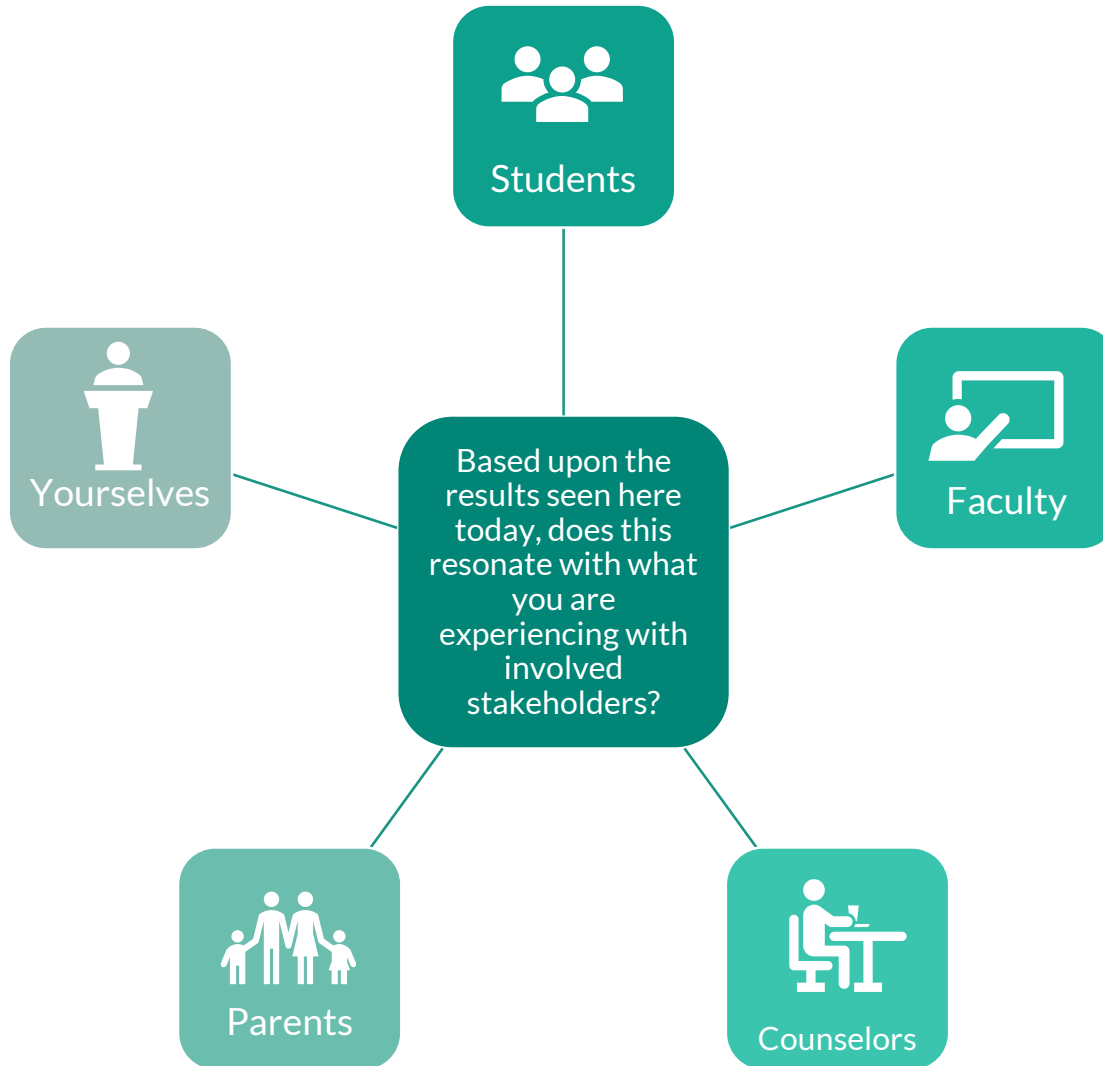 Students
Yourselves
Faculty
Based upon the
results seen here
today, does this
resonate with what
you are
experiencing with
involved
stakeholders?
Parents
Counselors